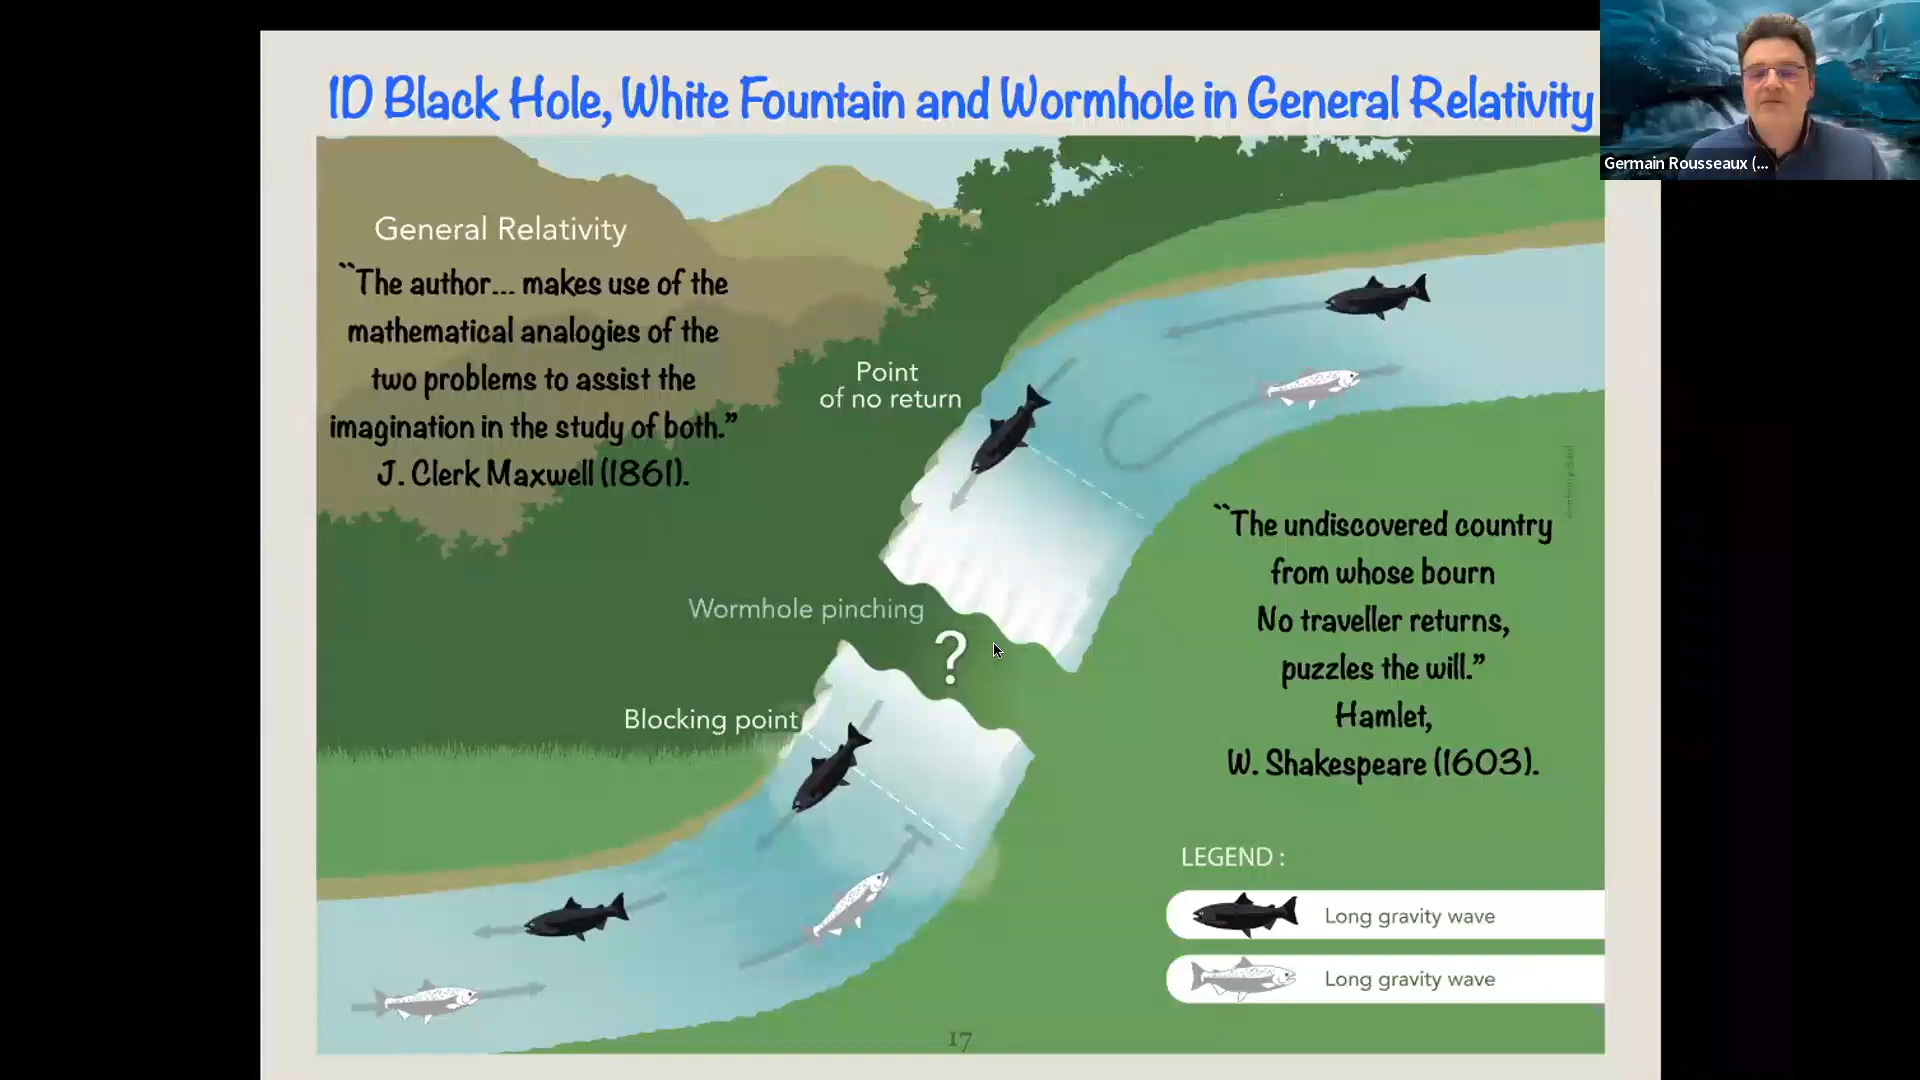 1D Black Hole, White Fountain and Wormhole in General Relativity
Germain Rousseaux (...
General Relativity
``The author... makes use of the
mathematical analogies of the
two problems to assist the
imagination in the study of both.”
J. Clerk Maxwell (1861).
Point
of no return
``The undiscovered country
from whose bourn
No traveller returns,
puzzles the will.”
Hamlet,
W. Shakespeare (1603).
Wormhole pinching
?
Blocking point
LEGEND :
Long gravity wave
Long gravity wave
17